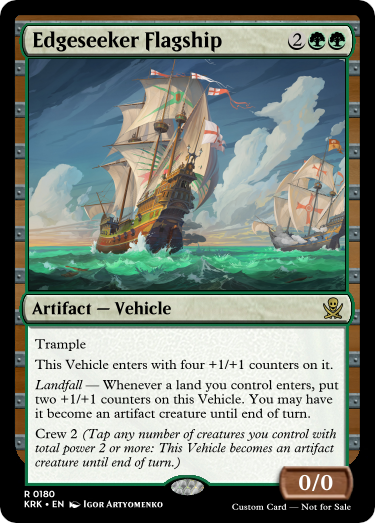 Edgeseeker Flagship 2
Artifact — Vehicle
Trample
This Vehicle enters with four +1/+1 counters on it.
Landfall — Whenever a land you control enters, put
two +1/+1 counters on this Vehicle. You may have
it become an artifact creature until end of turn.
Crew 2 (Tap any number of creatures you control with
total power 2 or more: This Vehicle becomes an artifact
creature until end of turn.)
0/0
R 0180
KRK • EN Igor Artyomenko
Custom Card — Not for Sale